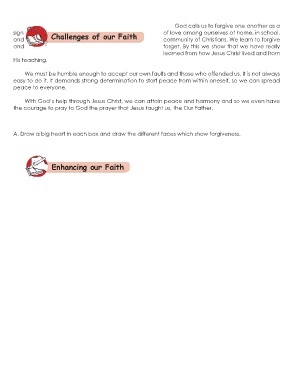 God calls us to forgive one another as a
sign of love among ourselves at home, in school,
and community of Christians. We learn to forgive
and forget. By this we show that we have really
learned from how Jesus Christ lived and from
His teaching.
Challenges of our Faith
We must be humble enough to accept our own faults and those who offended us. It is not always
easy to do it. It demands strong determination to start peace from within oneself, so we can spread
peace to everyone.
With God's help through Jesus Christ, we can attain peace and harmony and so we even have
the courage to pray to God the prayer that Jesus taught us, the Our Father.
A. Draw a big heart in each box and draw the different faces which show forgiveness.
Enhancing our Faith